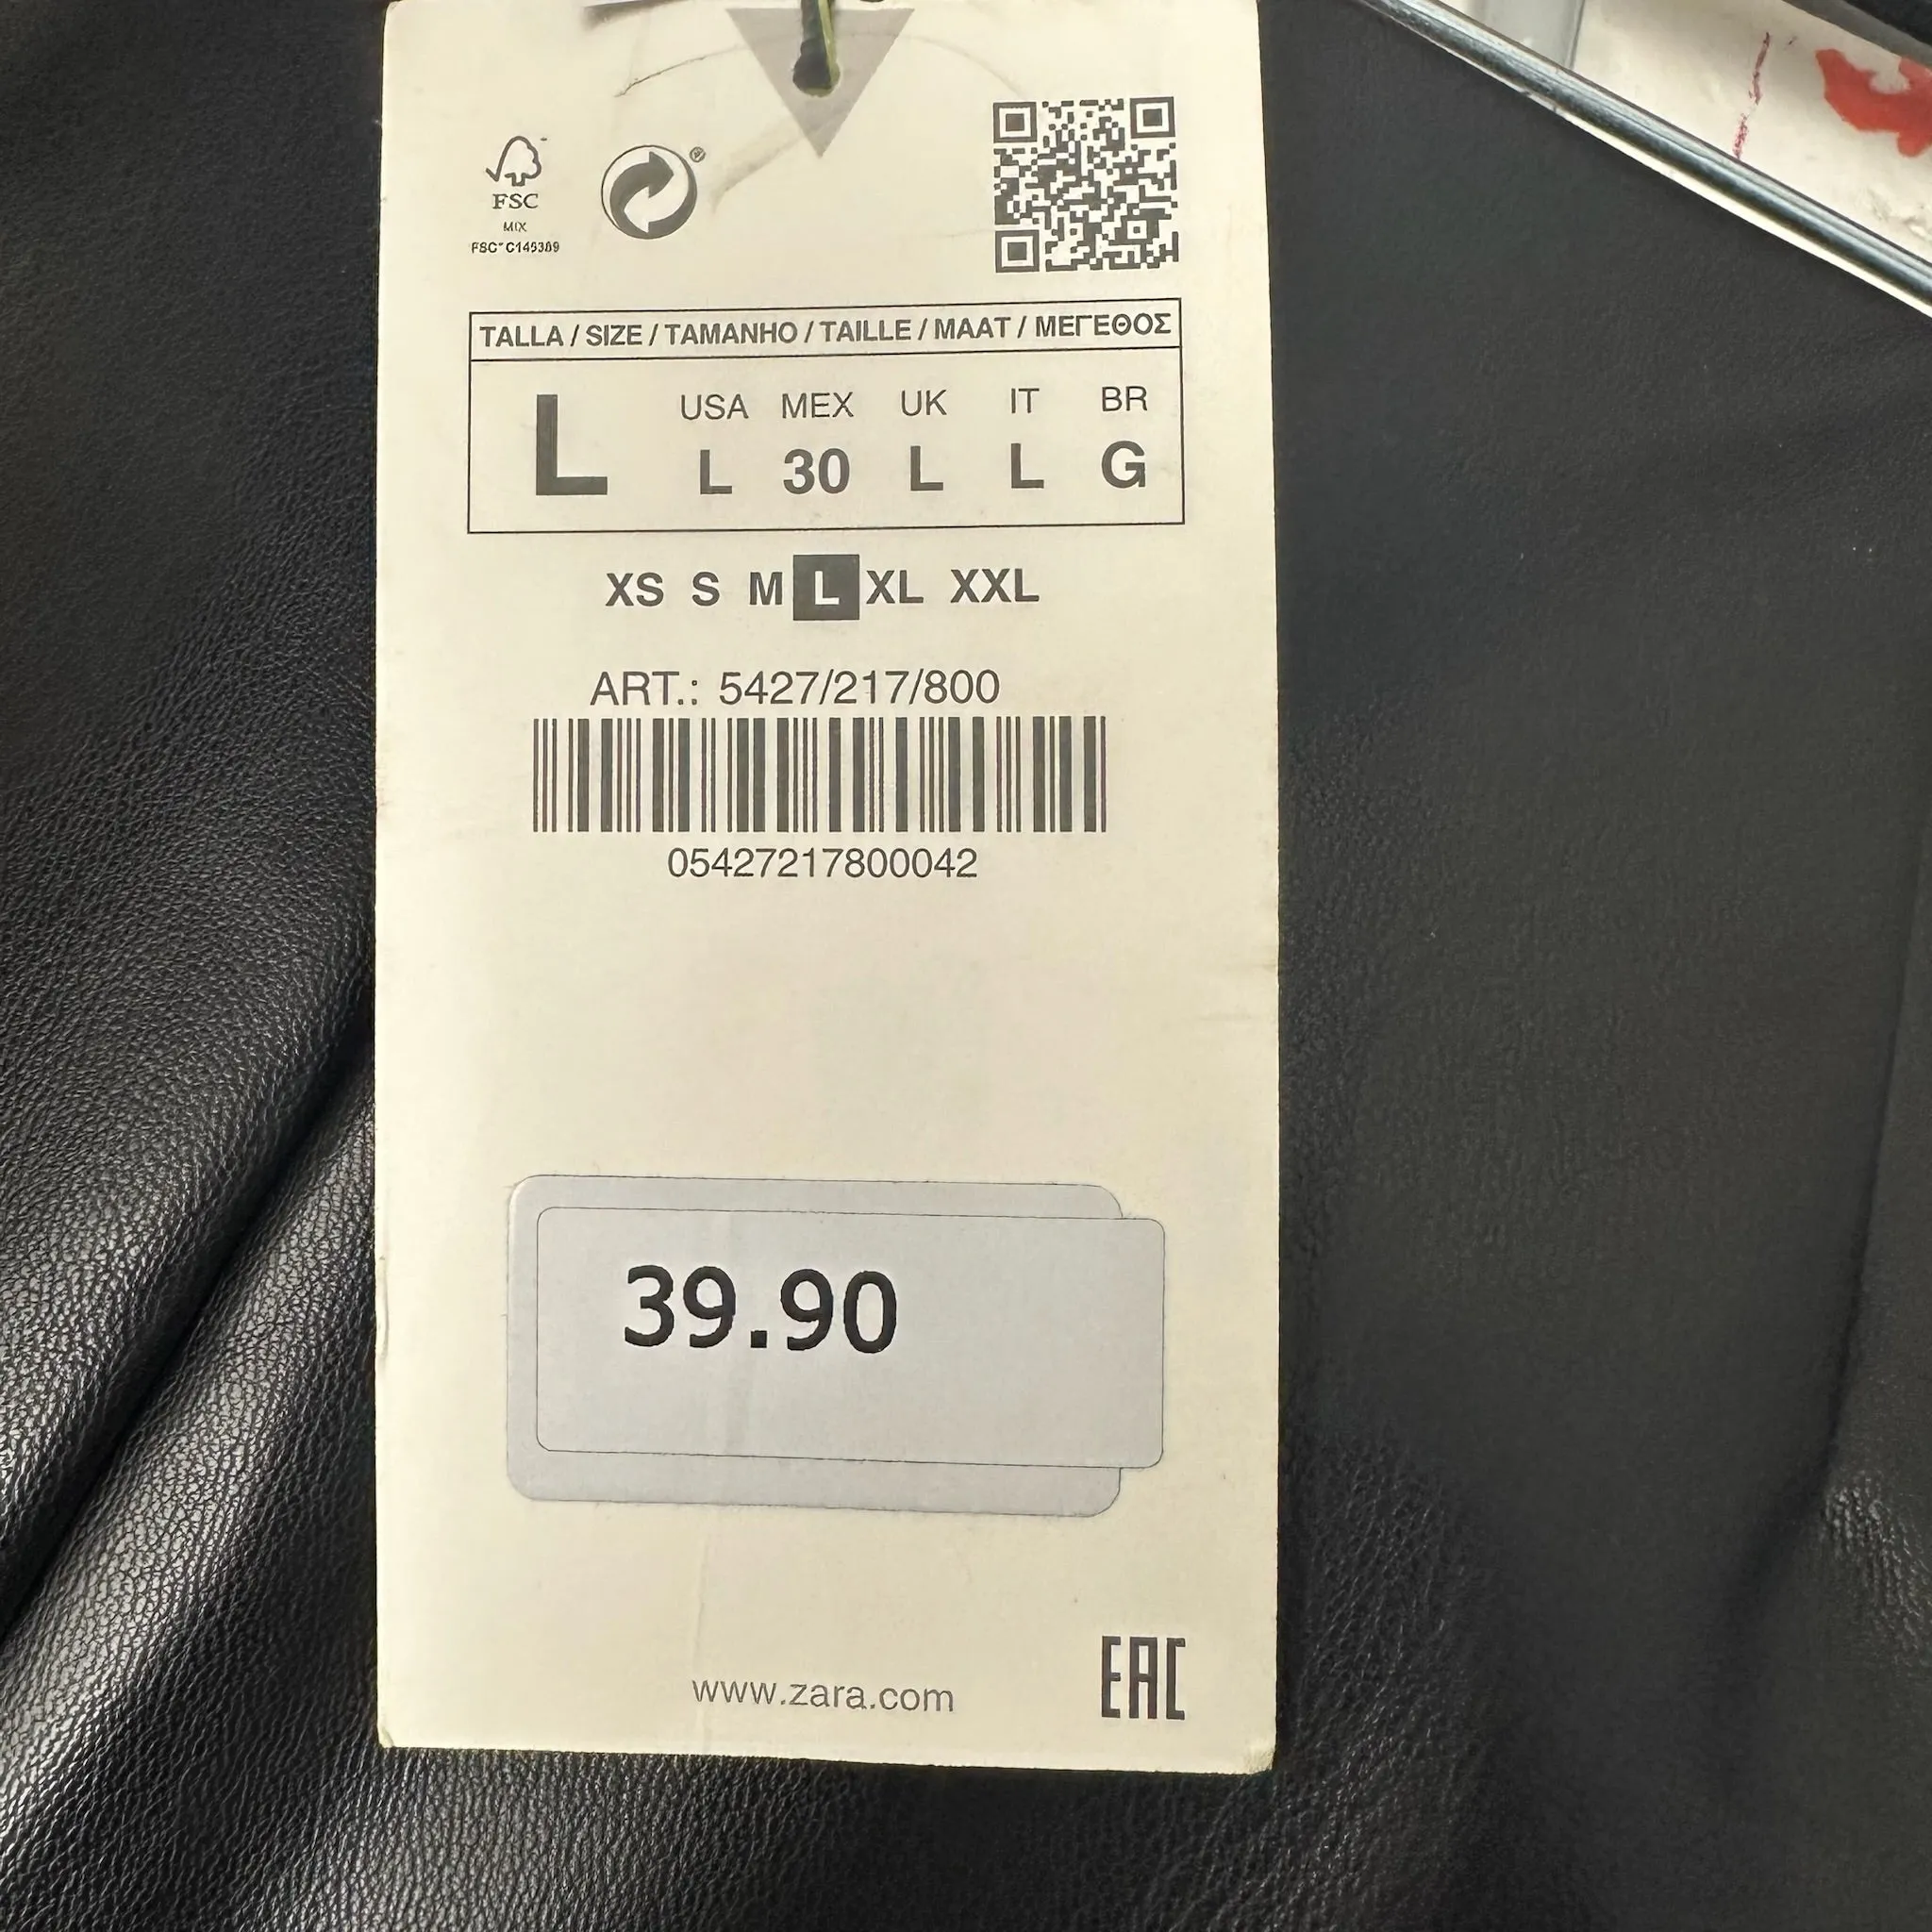 FSC
MIX
FSC® C145389
TALLA / SIZE / TAMANHO / TAILLE / MAAT / ΜΕΓΕΘΟΣ
USA MEX UK IT BR
L L 30 L L G
XS S M L XL XXL
ART.: 5427/217/800
05427217800042
39.90
www.zara.com
EAC